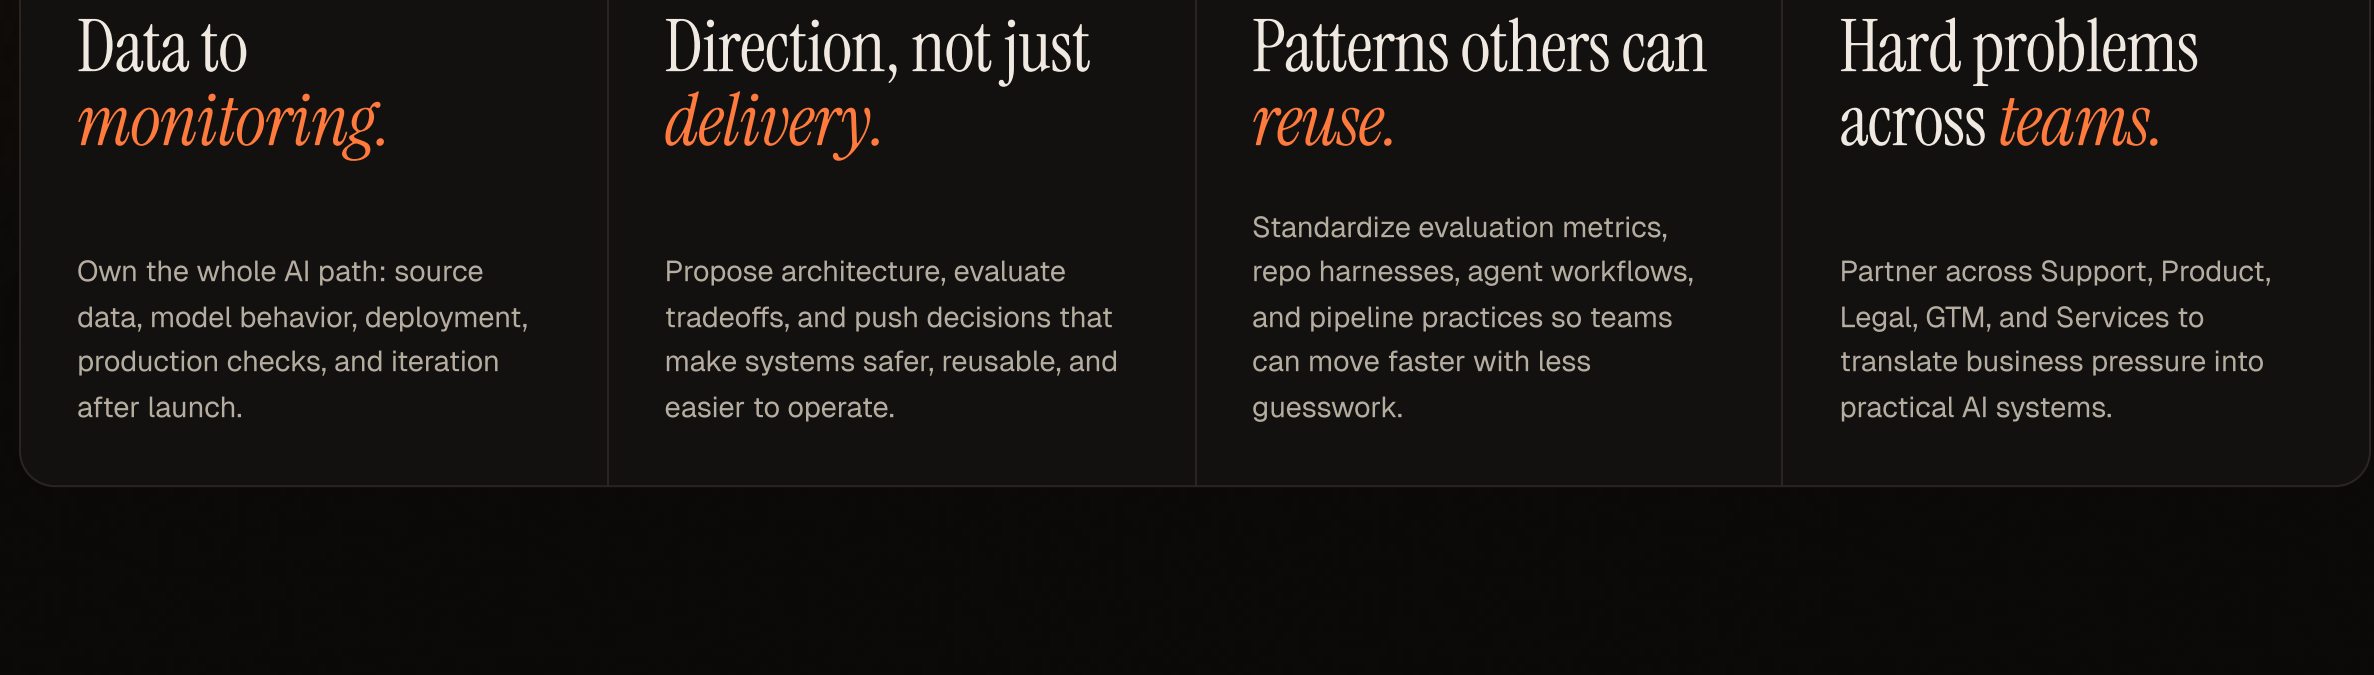 Data to
monitoring.
Own the whole AI path: source
data, model behavior, deployment,
production checks, and iteration
after launch.
Direction, not just
delivery.
Propose architecture, evaluate
tradeoffs, and push decisions that
make systems safer, reusable, and
easier to operate.
Patterns others can
reuse.
Standardize evaluation metrics,
repo harnesses, agent workflows,
and pipeline practices so teams
can move faster with less
guesswork.
Hard problems
across teams.
Partner across Support, Product,
Legal, GTM, and Services to
translate business pressure into
practical AI systems.